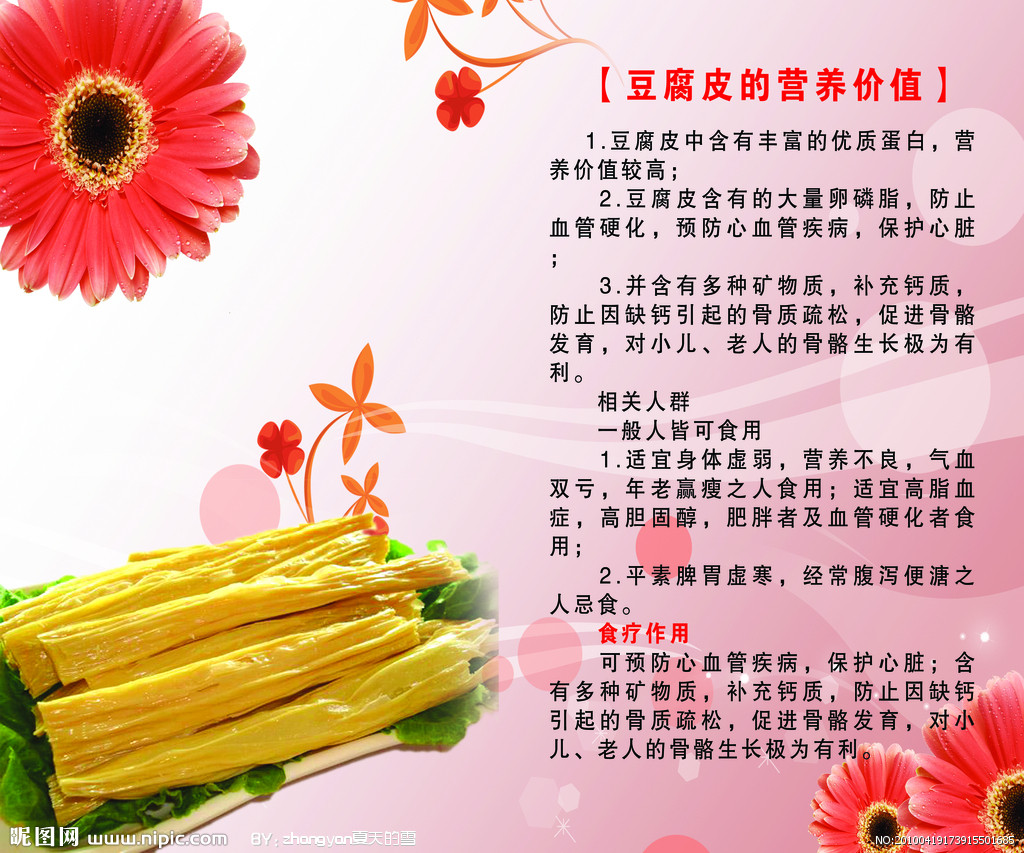 【豆腐皮的营养价值】
1.豆腐皮中含有丰富的优质蛋白，营
养价值较高；
2.豆腐皮含有的大量卵磷脂，防止
血管硬化，预防心血管疾病，保护心脏
；
3.并含有多种矿物质，补充钙质，
防止因缺钙引起的骨质疏松，促进骨骼
发育，对小儿、老人的骨骼生长极为有
利。
相关人群
一般人皆可食用
1.适宜身体虚弱，营养不良，气血
双亏，年老赢瘦之人食用；适宜高脂血
症，高胆固醇，肥胖者及血管硬化者食
用；
2.平素脾胃虚寒，经常腹泻便溏之
人忌食。
食疗作用
可预防心血管疾病，保护心脏；含
有多种矿物质，补充钙质，防止因缺钙
引起的骨质疏松，促进骨骼发育，对小
儿、老人的骨骼生长极为有利。
昵图网 www.nipic.com BY：zhangyan夏天的雪
NO:20100419173915501685